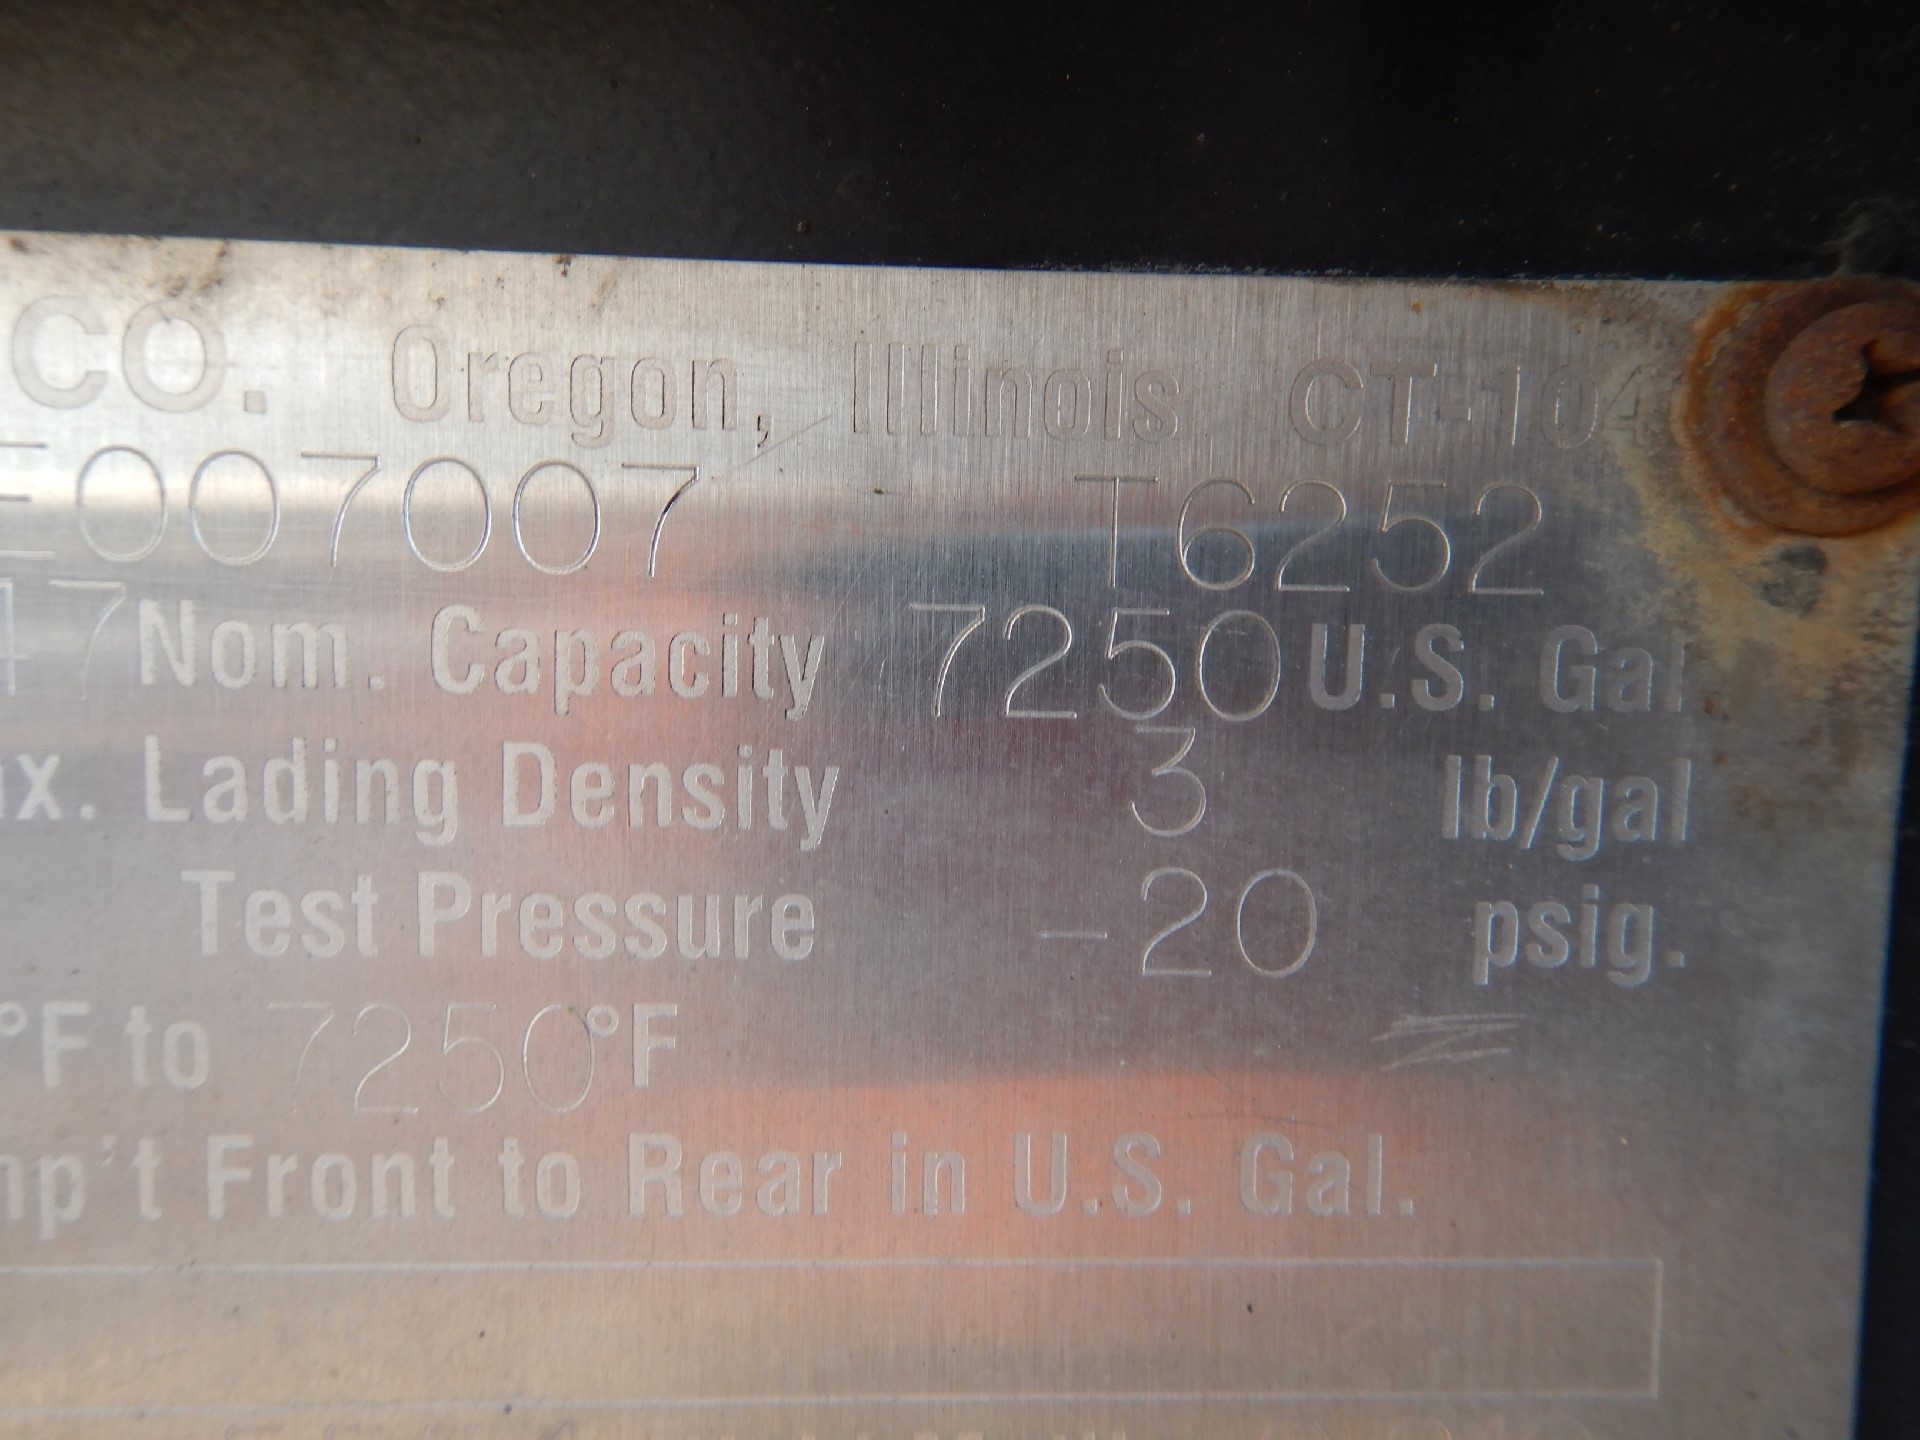 CO. Oregon, Illinois CT-104
E007007 T6252
47 Nom. Capacity 7250 U.S. Gal.
x. Lading Density 3 lb/gal
Test Pressure -20 psig.
°F to 7250°F
mp't Front to Rear in U.S. Gal.